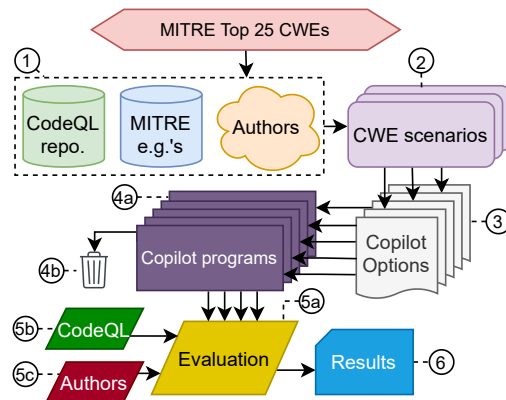 MITRE Top 25 CWEs
1
2
CodeQL
repo.
MITRE
e.g.'s
Authors
CWE scenarios
4a
3
Copilot
Options
Copilot programs
4b
5a
5b
CodeQL
Evaluation
Results
6
5c
Authors